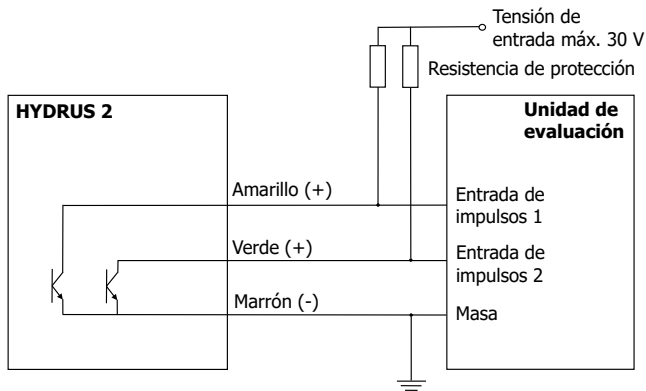 Tensión de
entrada máx. 30 V
Resistencia de protección
HYDRUS 2
Unidad de
evaluación
Amarillo (+)
Entrada de
impulsos 1
Verde (+)
Entrada de
impulsos 2
Marrón (-)
Masa